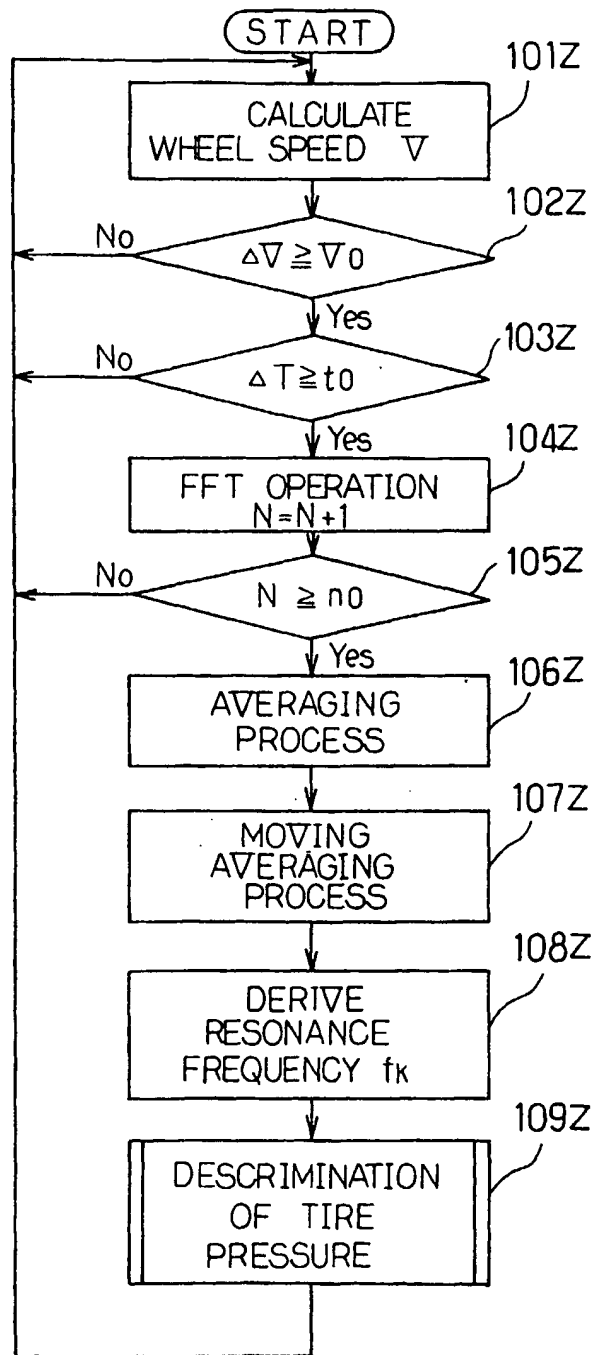 START
101Z
CALCULATE
WHEEL SPEED V
102Z
No
△V ≧ V0
Yes
103Z
No
△T ≧ t0
Yes
104Z
FFT OPERATION
N=N+1
105Z
No
N ≧ n0
Yes
106Z
AVERAGING
PROCESS
107Z
MOVING
AVERAGING
PROCESS
108Z
DERIVE
RESONANCE
FREQUENCY fK
109Z
DESCRIMINATION
OF TIRE
PRESSURE